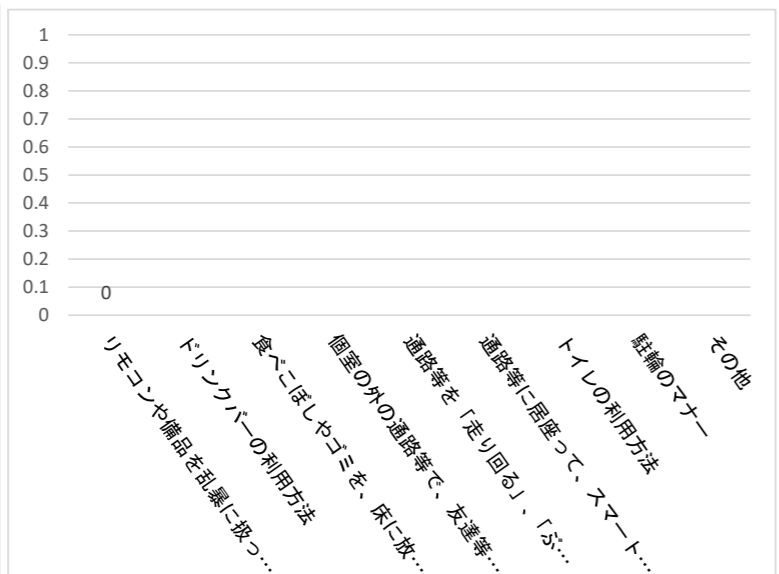 1
0.9
0.8
0.7
0.6
0.5
0.4
0.3
0.2
0.1
0
0
リモコンや備品を乱暴に扱っ…
ドリンクバーの利用方法
食べこぼしやゴミを、床に放…
個室の外の通路等で、友達等…
通路等を「走り回る」、「ぶ…
通路等に居座って、スマート…
トイレの利用方法
駐輪のマナー
その他